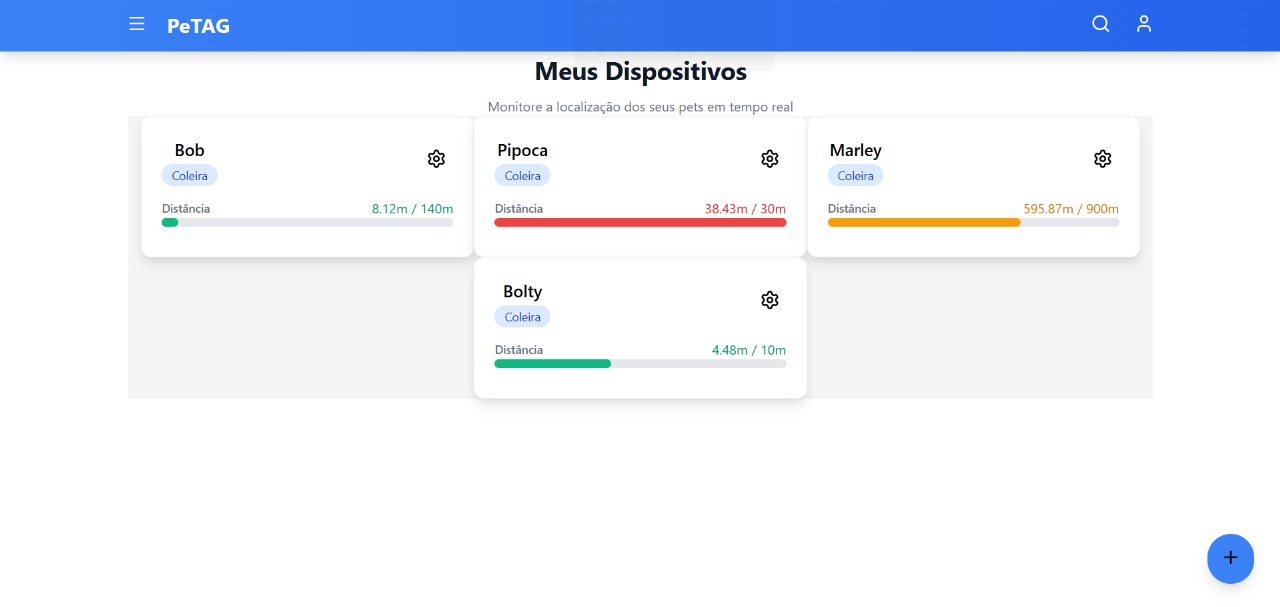 PeTAG
Meus Dispositivos
Monitore a localização dos seus pets em tempo real
Bob
Coleira
Distância 8.12m / 140m
Pipoca
Coleira
Distância 38.43m / 30m
Marley
Coleira
Distância 595.87m / 900m
Bolty
Coleira
Distância 4.48m / 10m